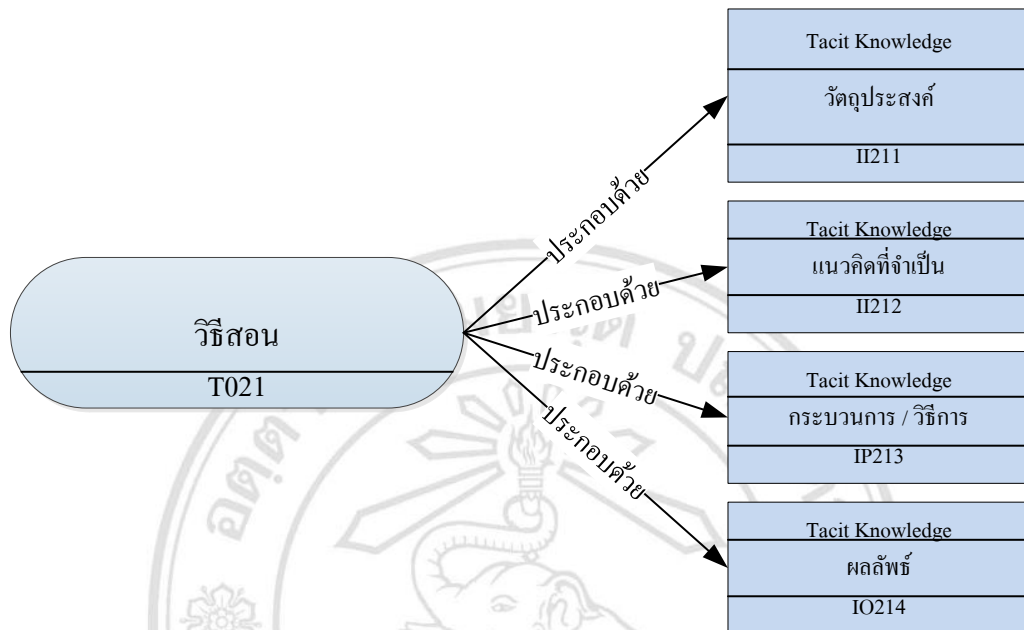 Tacit Knowledge
วัตถุประสงค์
II211
ประกอบด้วย
Tacit Knowledge
แนวคิดที่จำเป็น
II212
ประกอบด้วย
วิธีสอน
T021
ประกอบด้วย
Tacit Knowledge
กระบวนการ / วิธีการ
IP213
ประกอบด้วย
Tacit Knowledge
ผลลัพธ์
IO214